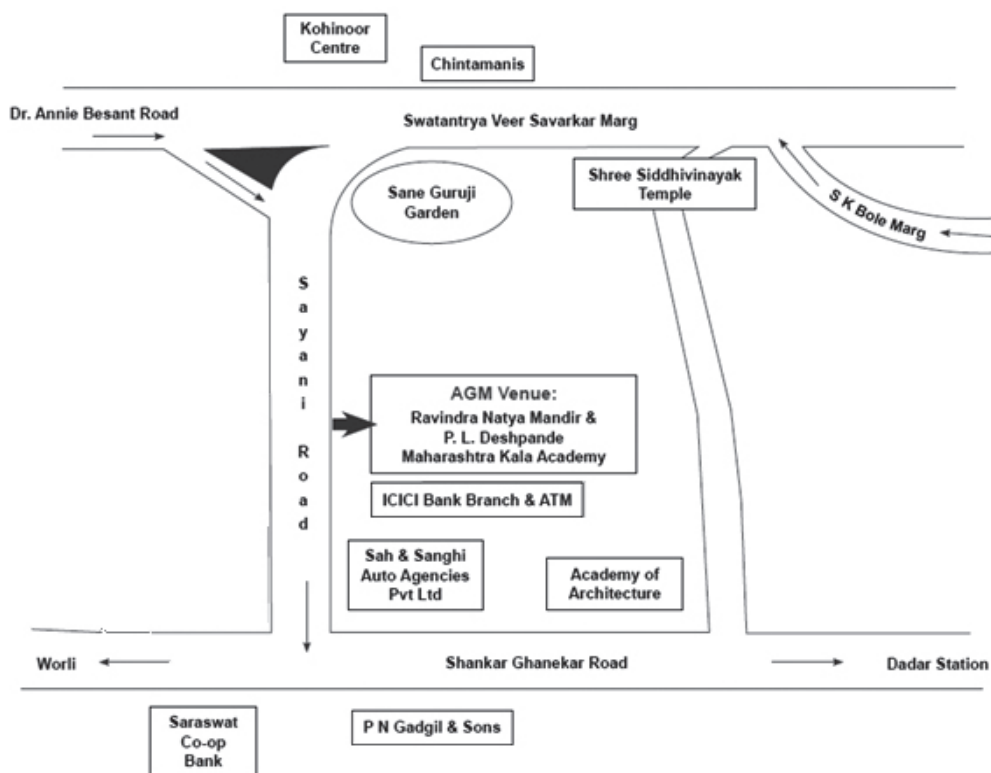 Kohinoor
Centre
Chintamanis
Dr. Annie Besant Road
Swatantrya Veer Savarkar Marg
Sane Guruji
Garden
Shree Siddhivinayak
Temple
S K Bole Marg
Sayani Road
AGM Venue:
Ravindra Natya Mandir &
P. L. Deshpande
Maharashtra Kala Academy
ICICI Bank Branch & ATM
Sah & Sanghi
Auto Agencies
Pvt Ltd
Academy of
Architecture
Worli
Shankar Ghanekar Road
Dadar Station
Saraswat
Co-op
Bank
P N Gadgil & Sons